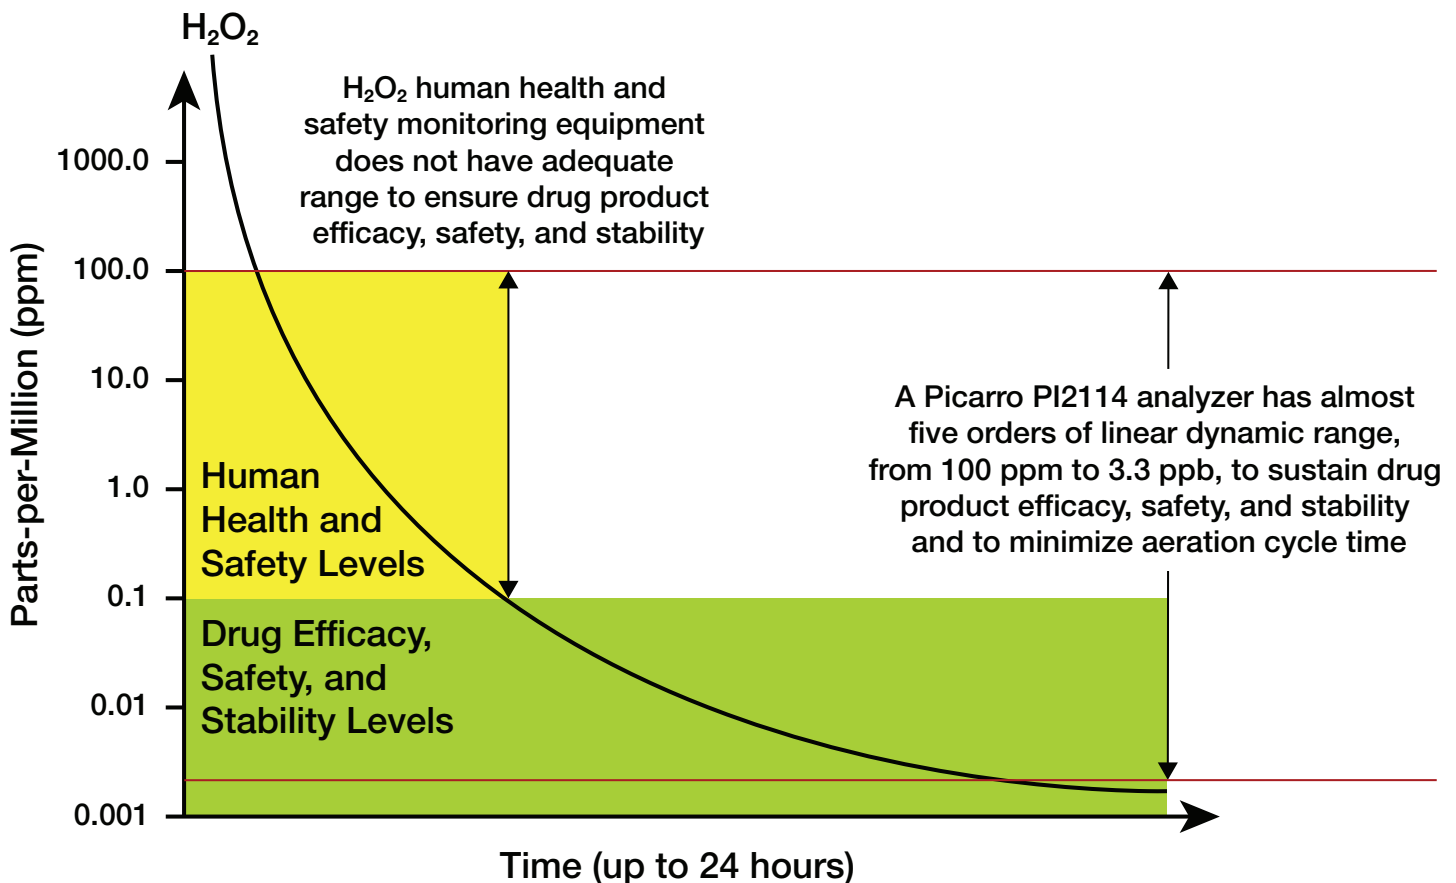 H₂O₂
H₂O₂ human health and
safety monitoring equipment
does not have adequate
range to ensure drug product
efficacy, safety, and stability
Parts-per-Million (ppm)
1000.0
100.0
10.0
1.0
0.1
0.01
0.001
Human
Health and
Safety Levels
Drug Efficacy,
Safety, and
Stability Levels
A Picarro PI2114 analyzer has almost
five orders of linear dynamic range,
from 100 ppm to 3.3 ppb, to sustain drug
product efficacy, safety, and stability
and to minimize aeration cycle time
Time (up to 24 hours)